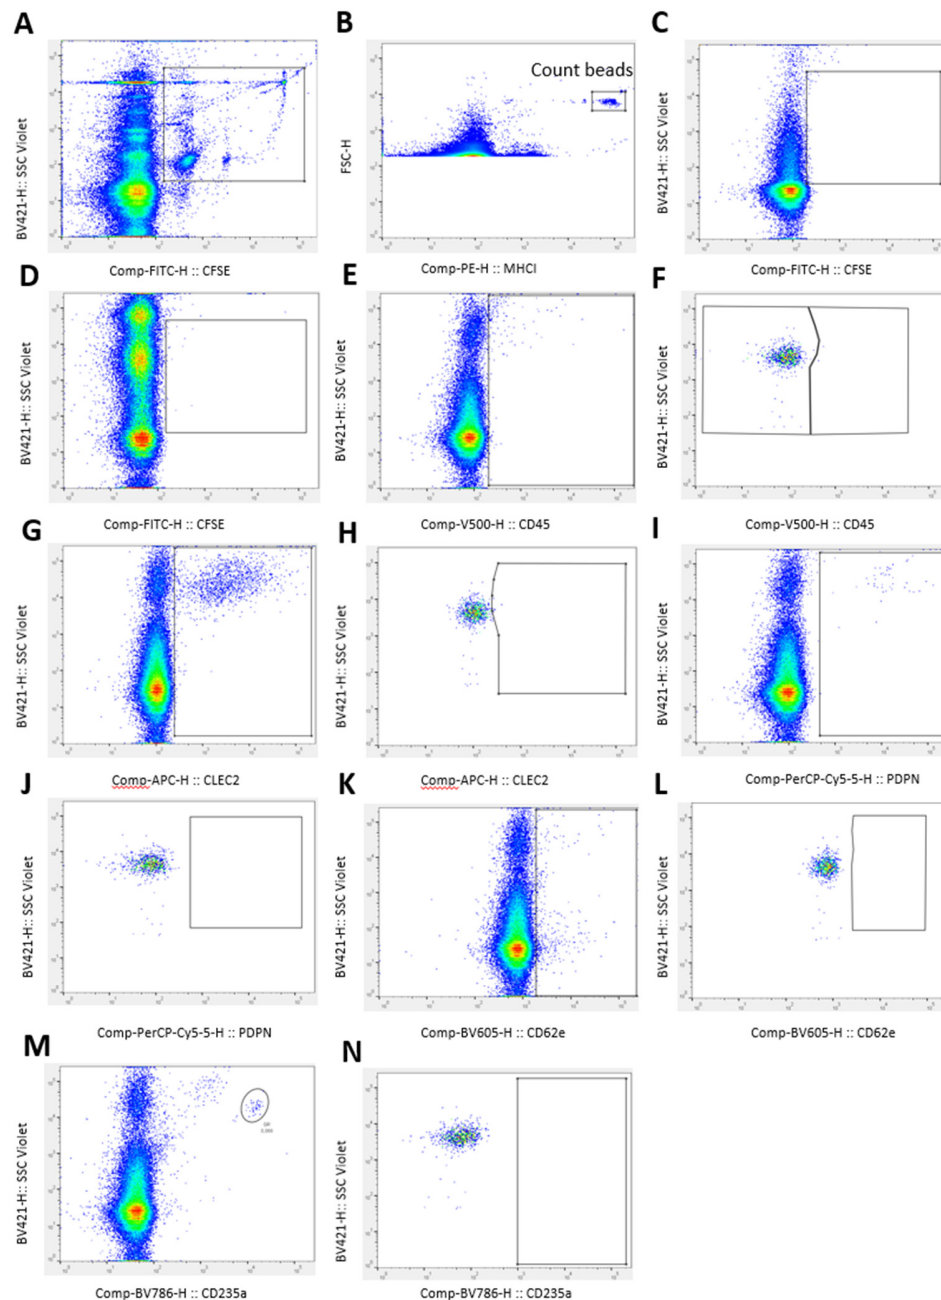 A
B
C
Count beads
BV421-H:: SSC Violet
FSC-H
BV421-H:: SSC Violet
Comp-FITC-H :: CFSE
Comp-PE-H :: MHCI
Comp-FITC-H :: CFSE
D
E
F
BV421-H:: SSC Violet
BV421-H:: SSC Violet
BV421-H:: SSC Violet
Comp-FITC-H :: CFSE
Comp-V500-H :: CD45
Comp-V500-H :: CD45
G
H
I
BV421-H:: SSC Violet
BV421-H:: SSC Violet
BV421-H:: SSC Violet
Comp-APC-H :: CLEC2
Comp-APC-H :: CLEC2
Comp-PerCP-Cy5-5-H :: PDPN
J
K
L
BV421-H:: SSC Violet
BV421-H:: SSC Violet
BV421-H:: SSC Violet
Comp-PerCP-Cy5-5-H :: PDPN
Comp-BV605-H :: CD62e
Comp-BV605-H :: CD62e
M
N
BV421-H:: SSC Violet
BV421-H:: SSC Violet
Comp-BV786-H :: CD235a
Comp-BV786-H :: CD235a